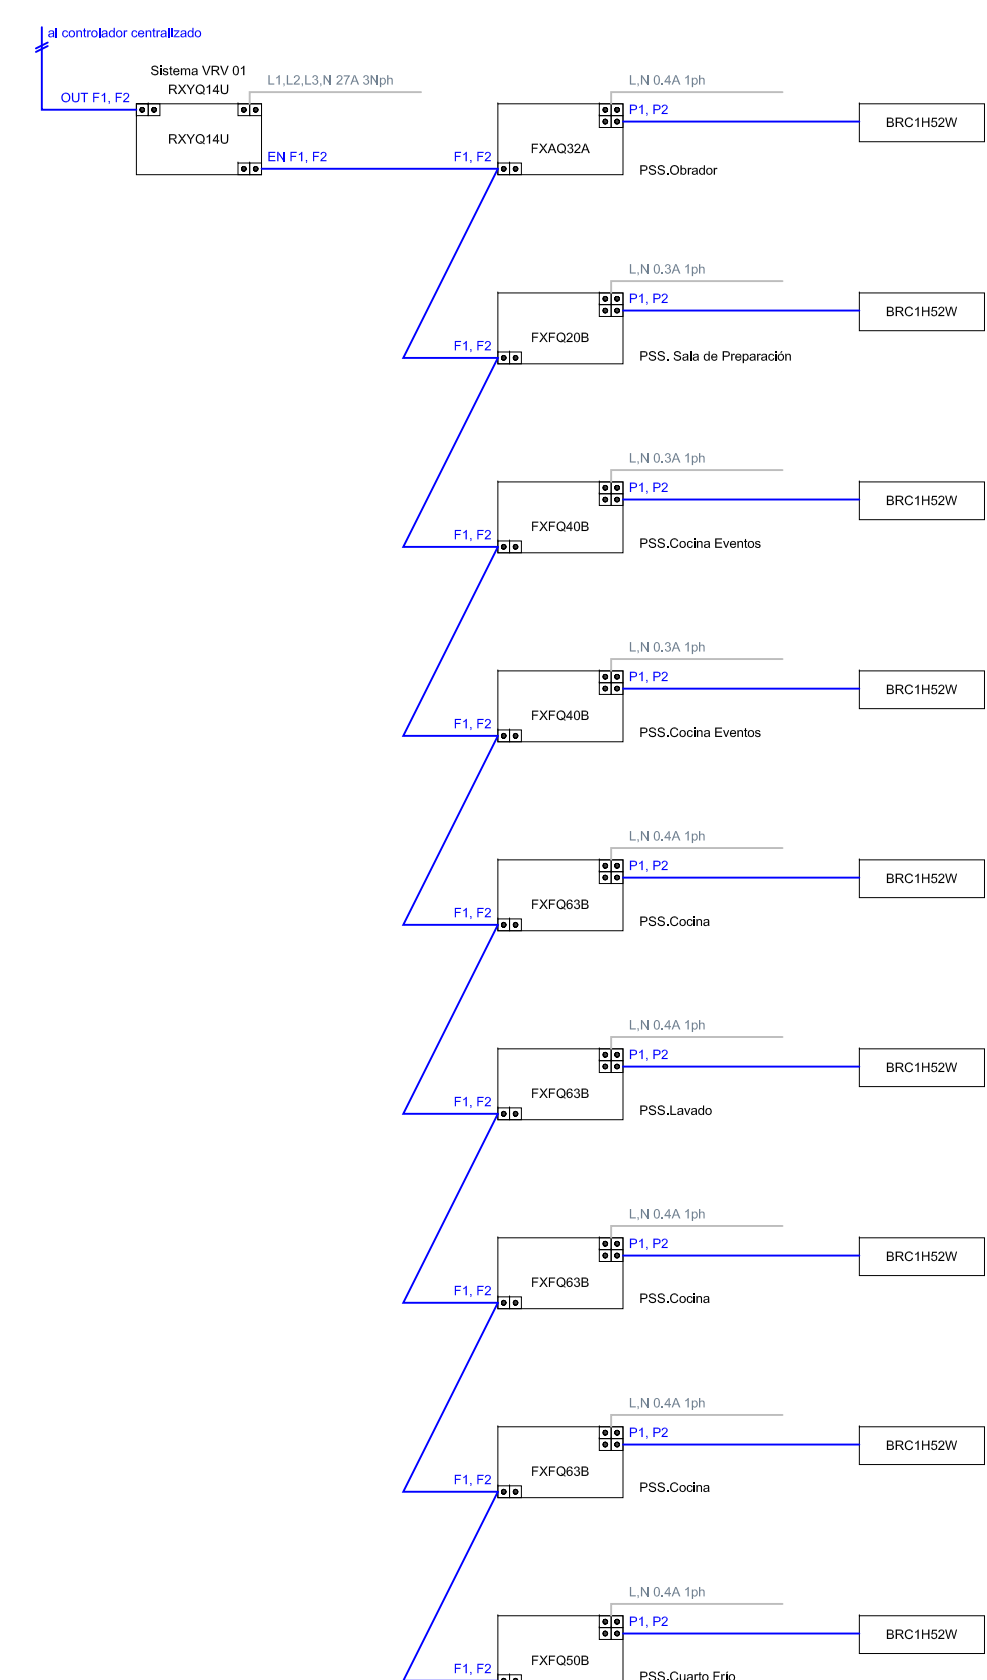 al controlador centralizado
Sistema VRV 01
RXYQ14U
L1,L2,L3,N 27A 3Nph
OUT F1, F2
RXYQ14U
EN F1, F2
L,N 0.4A 1ph
P1, P2
BRC1H52W
FXAQ32A
F1, F2
PSS.Obrador
L,N 0.3A 1ph
P1, P2
BRC1H52W
FXFQ20B
F1, F2
PSS. Sala de Preparación
L,N 0.3A 1ph
P1, P2
BRC1H52W
FXFQ40B
F1, F2
PSS.Cocina Eventos
L,N 0.3A 1ph
P1, P2
BRC1H52W
FXFQ40B
F1, F2
PSS.Cocina Eventos
L,N 0.4A 1ph
P1, P2
BRC1H52W
FXFQ63B
F1, F2
PSS.Cocina
L,N 0.4A 1ph
P1, P2
BRC1H52W
FXFQ63B
F1, F2
PSS.Lavado
L,N 0.4A 1ph
P1, P2
BRC1H52W
FXFQ63B
F1, F2
PSS.Cocina
L,N 0.4A 1ph
P1, P2
BRC1H52W
FXFQ63B
F1, F2
PSS.Cocina
L,N 0.4A 1ph
P1, P2
BRC1H52W
FXFQ50B
F1, F2
PSS.Cuarto Frio